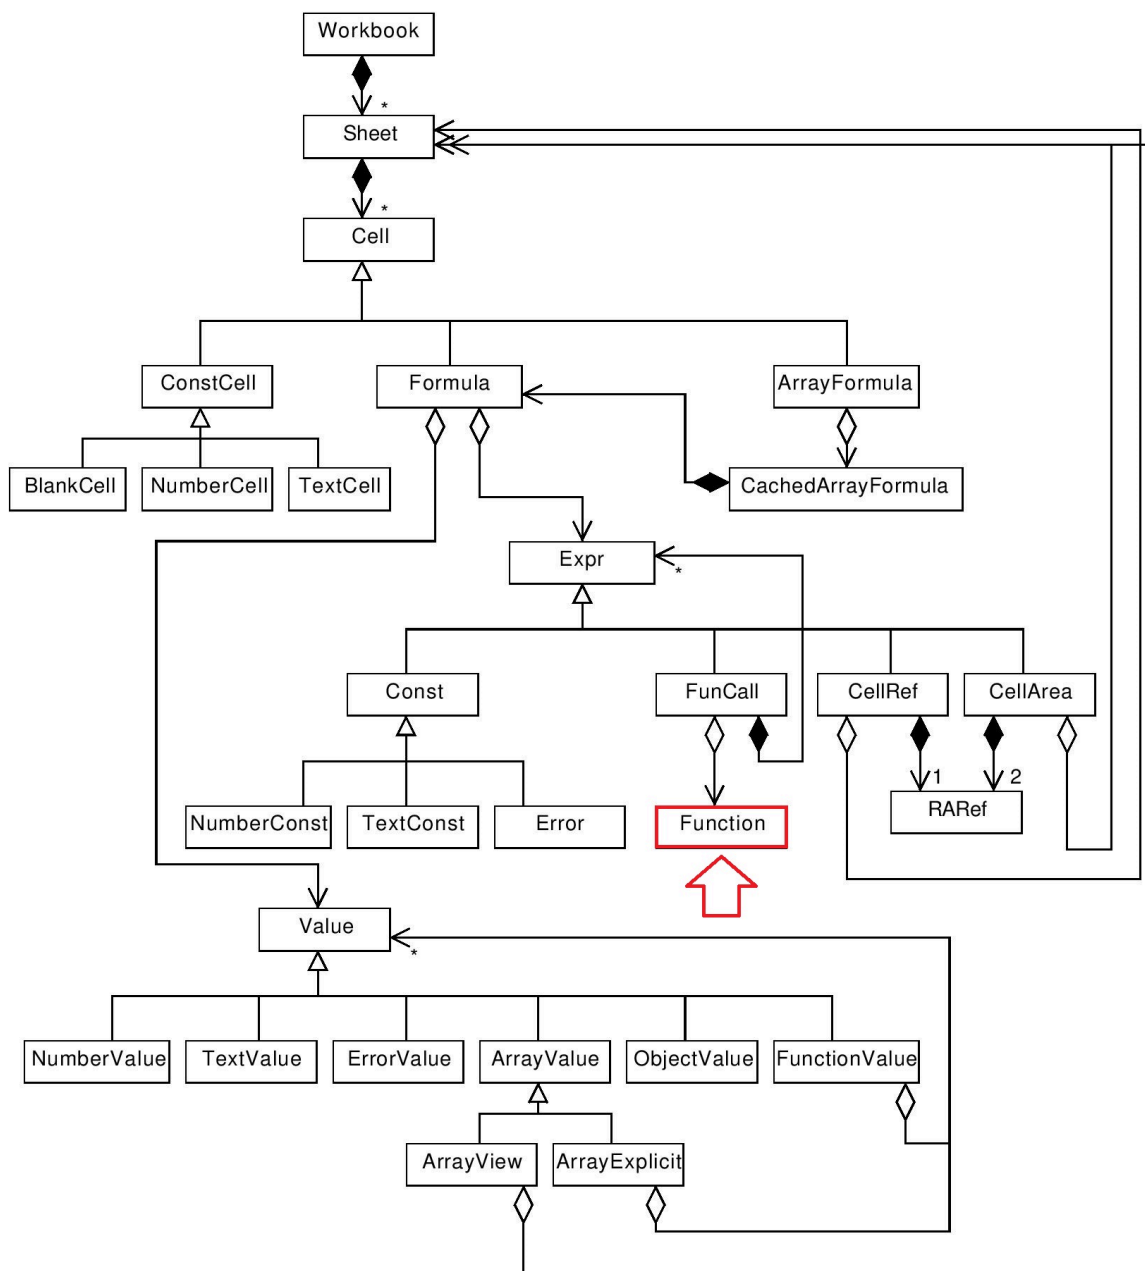 Workbook
*
Sheet
*
Cell
ConstCell
Formula
ArrayFormula
BlankCell
NumberCell
TextCell
CachedArrayFormula
Expr
*
Const
FunCall
CellRef
CellArea
1
2
NumberConst
TextConst
Error
Function
RARef
Value
*
NumberValue
TextValue
ErrorValue
ArrayValue
ObjectValue
FunctionValue
ArrayView
ArrayExplicit